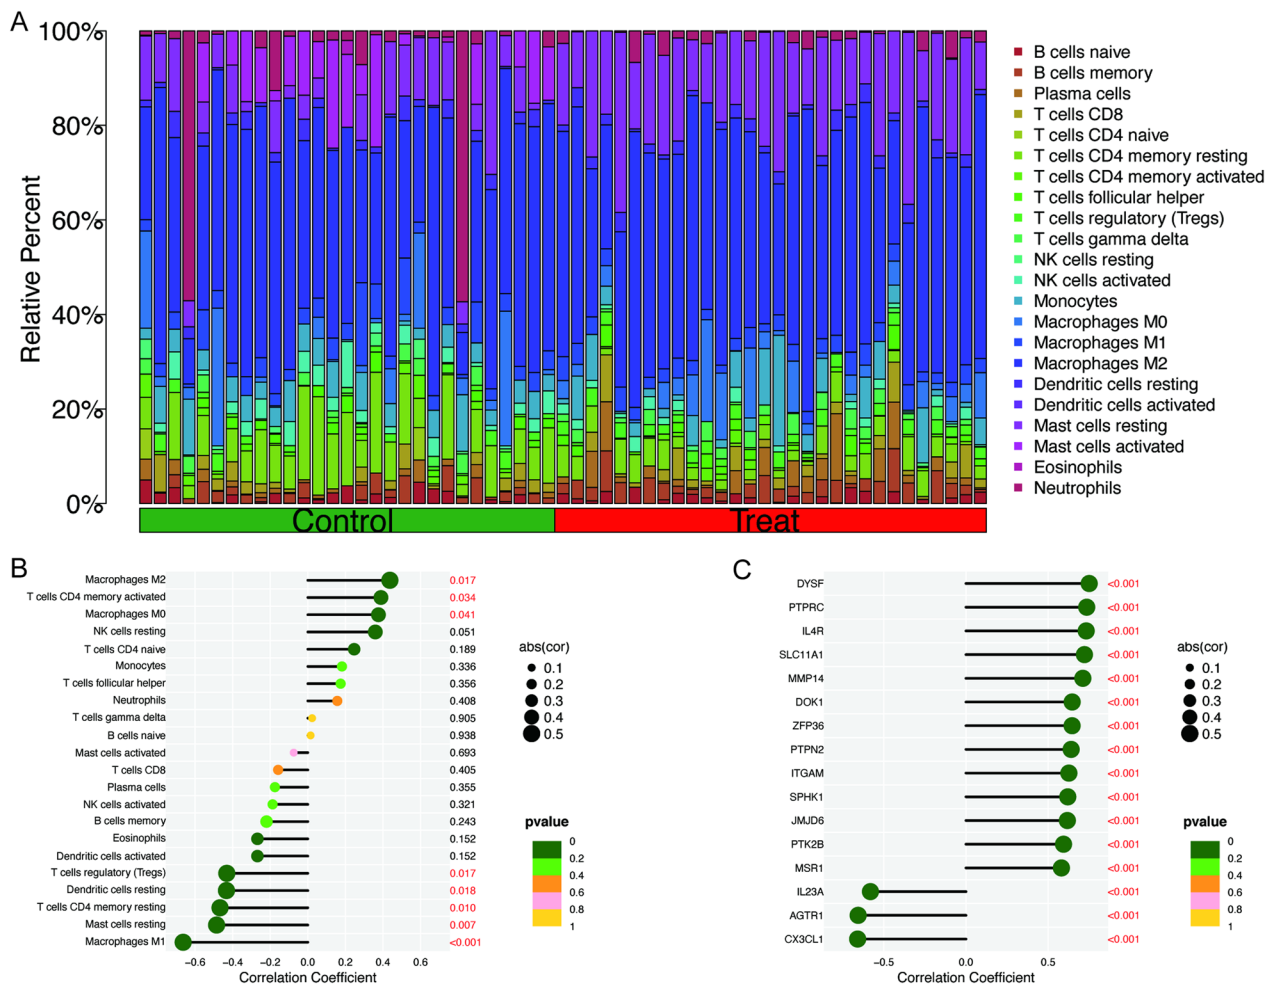 A
Relative Percent
100%
80%
60%
40%
20%
0%
Control
Treat
B cells naive
B cells memory
Plasma cells
T cells CD8
T cells CD4 naive
T cells CD4 memory resting
T cells CD4 memory activated
T cells follicular helper
T cells regulatory (Tregs)
T cells gamma delta
NK cells resting
NK cells activated
Monocytes
Macrophages M0
Macrophages M1
Macrophages M2
Dendritic cells resting
Dendritic cells activated
Mast cells resting
Mast cells activated
Eosinophils
Neutrophils
B
Macrophages M2 0.017
T cells CD4 memory activated 0.034
Macrophages M0 0.041
NK cells resting 0.051
T cells CD4 naive 0.189
Monocytes 0.336
T cells follicular helper 0.356
Neutrophils 0.408
T cells gamma delta 0.905
B cells naive 0.938
Mast cells activated 0.693
T cells CD8 0.405
Plasma cells 0.355
NK cells activated 0.321
B cells memory 0.243
Eosinophils 0.152
Dendritic cells activated 0.152
T cells regulatory (Tregs) 0.017
Dendritic cells resting 0.018
T cells CD4 memory resting 0.010
Mast cells resting 0.007
Macrophages M1 <0.001
−0.6 −0.4 −0.2 0.0 0.2 0.4 0.6
Correlation Coefficient
abs(cor)
0.1
0.2
0.3
0.4
0.5
pvalue
0
0.2
0.4
0.6
0.8
1
C
DYSF <0.001
PTPRC <0.001
IL4R <0.001
SLC11A1 <0.001
MMP14 <0.001
DOK1 <0.001
ZFP36 <0.001
PTPN2 <0.001
ITGAM <0.001
SPHK1 <0.001
JMJD6 <0.001
PTK2B <0.001
MSR1 <0.001
IL23A <0.001
AGTR1 <0.001
CX3CL1 <0.001
−0.5 0.0 0.5
Correlation Coefficient
abs(cor)
0.1
0.2
0.3
0.4
0.5
pvalue
0
0.2
0.4
0.6
0.8
1